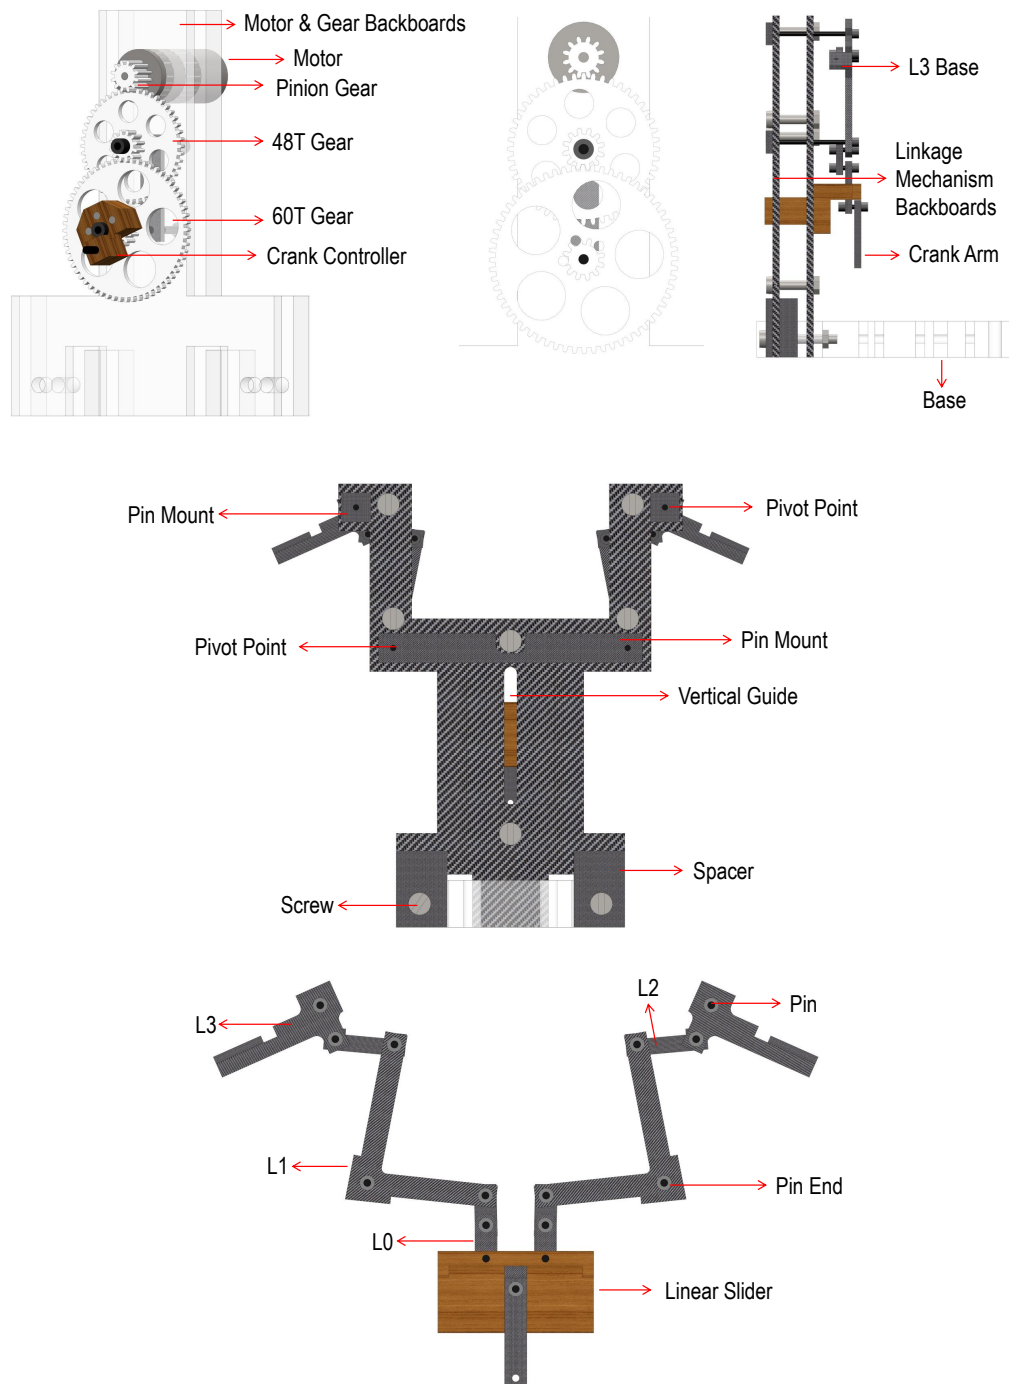 Motor & Gear Backboards
Motor
Pinion Gear
48T Gear
60T Gear
Crank Controller
L3 Base
Linkage
Mechanism
Backboards
Crank Arm
Base
Pin Mount
Pivot Point
Pivot Point
Pin Mount
Vertical Guide
Spacer
Screw
L2
L3
Pin
L1
Pin End
L0
Linear Slider